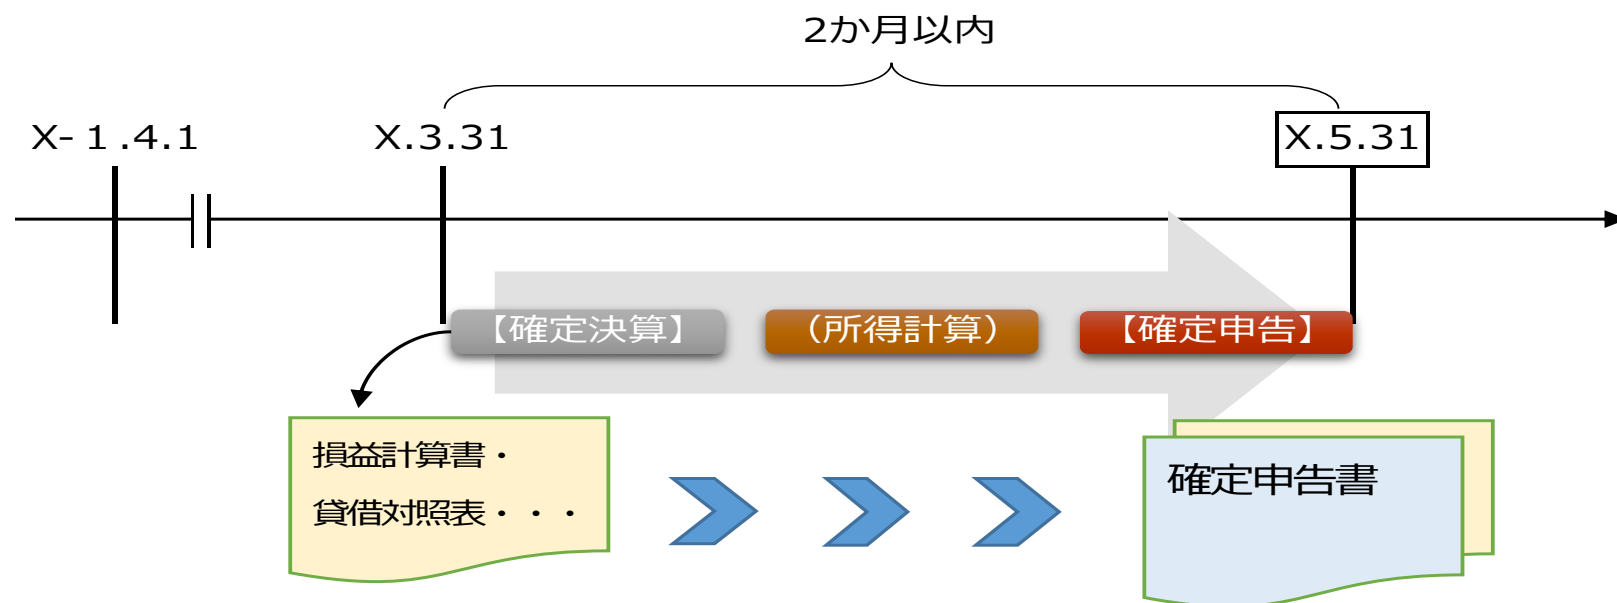 2か月以内
X-１.4.1
X.3.31
X.5.31
【確定決算】
（所得計算）
【確定申告】
損益計算書・
貸借対照表・・・
確定申告書